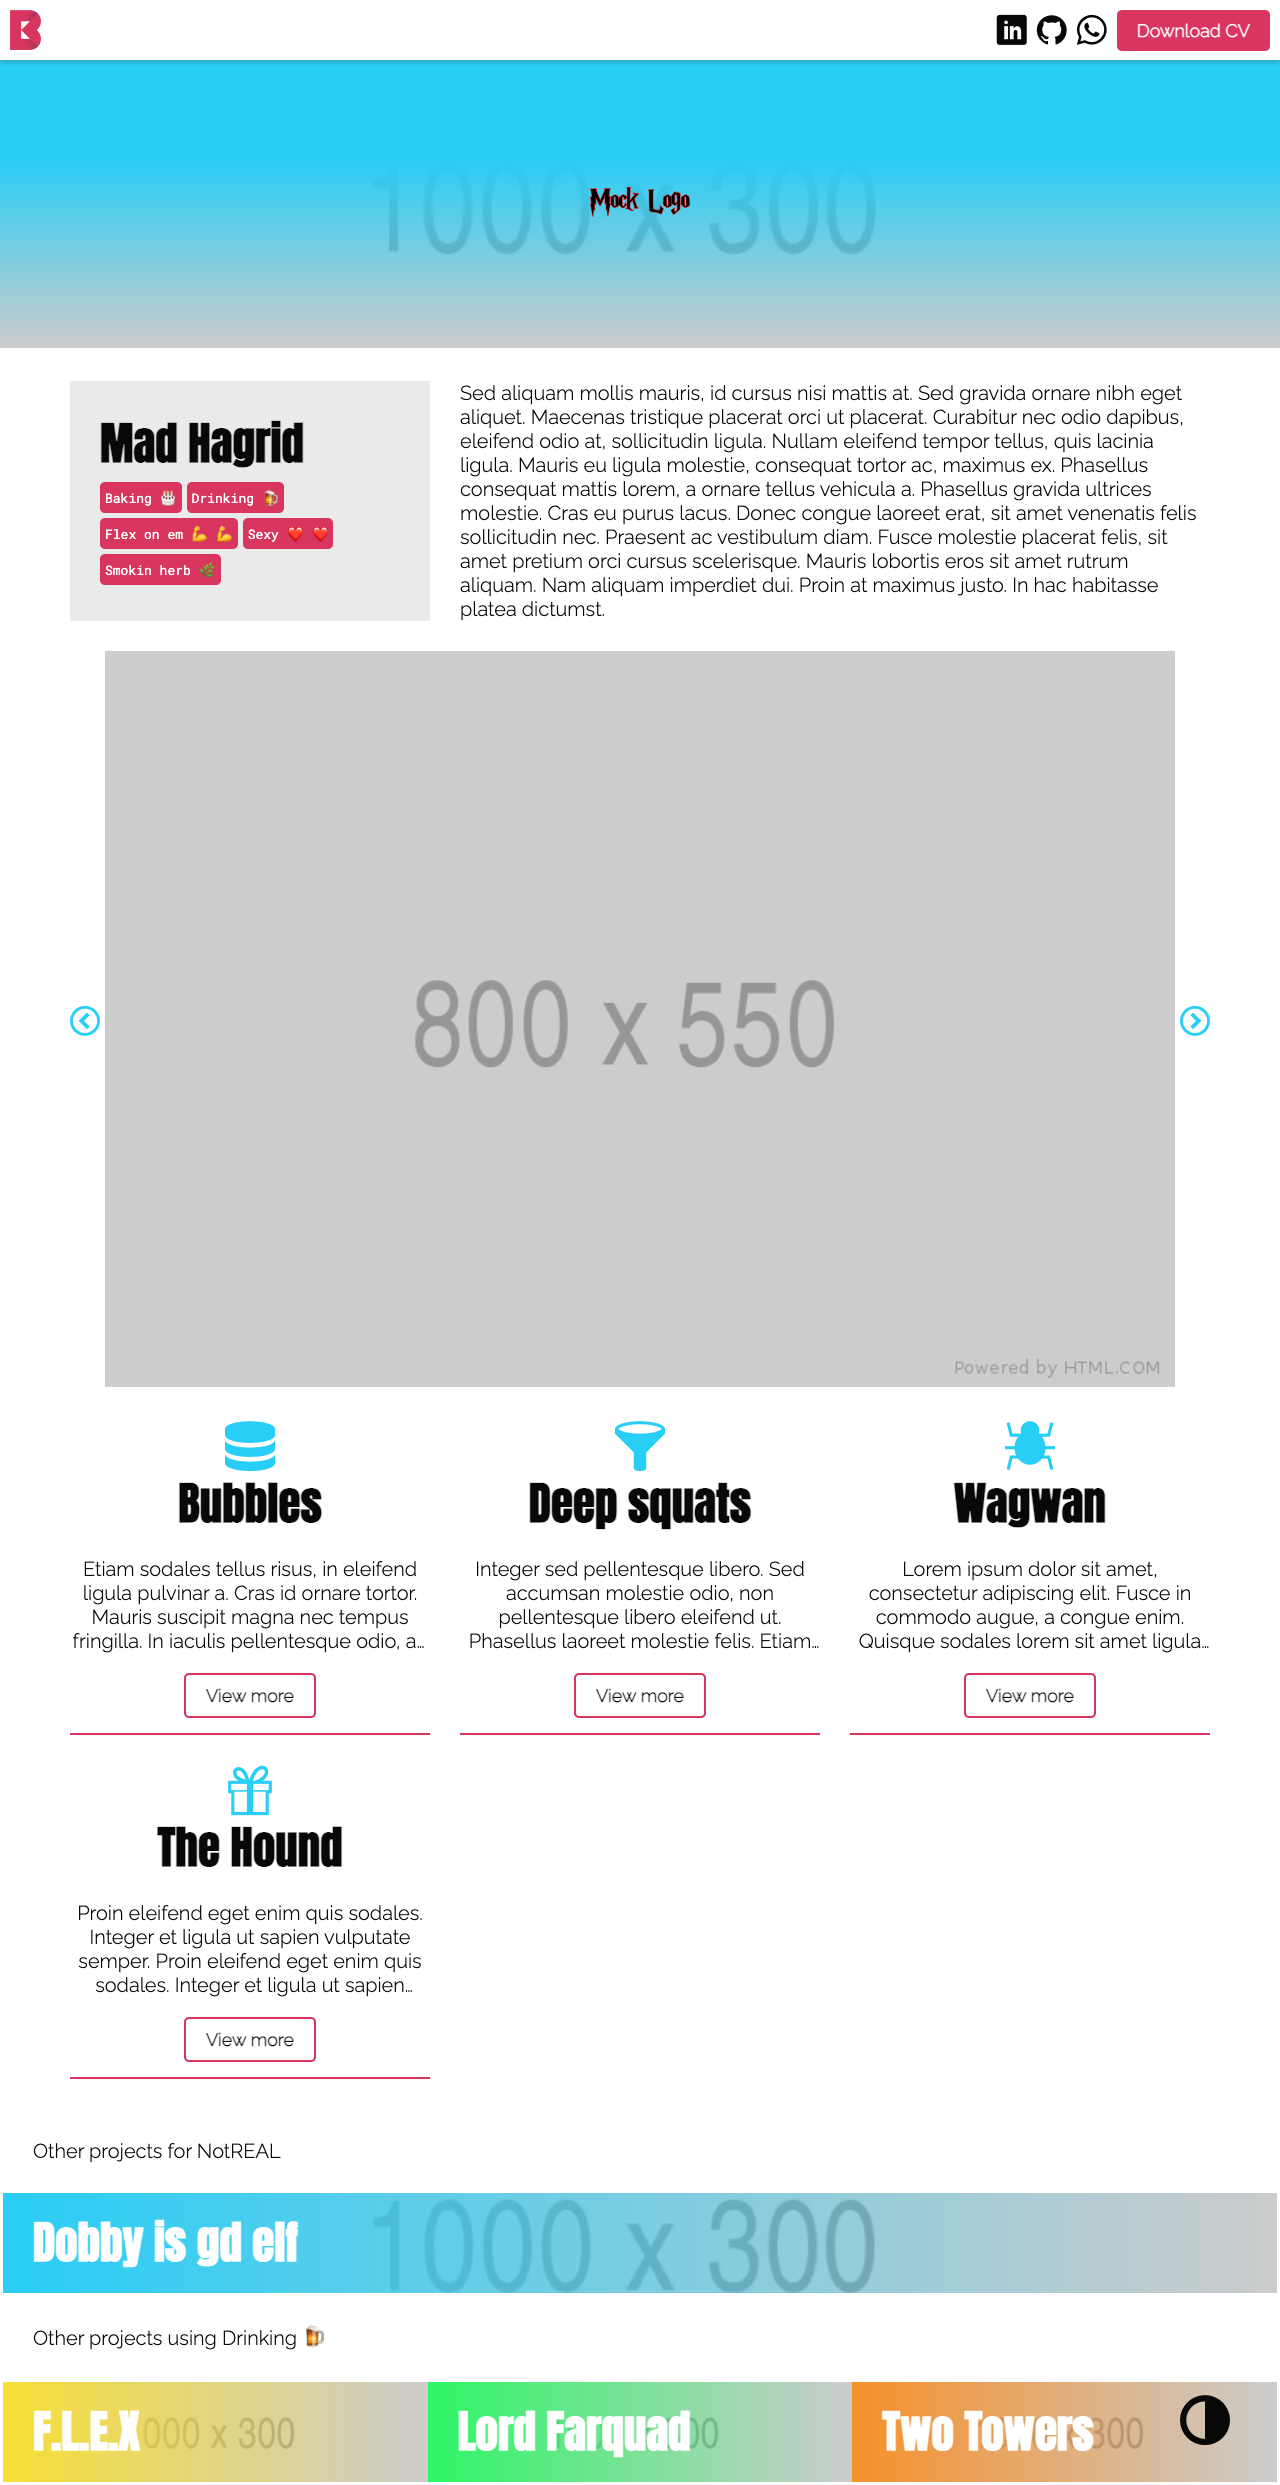 Download CV
1000 x 300
Mock Logo
Mad Hagrid
Baking 🎂 Drinking 🍺
Flex on em 💪 💪 Sexy ❤️ ❤️
Smokin herb 🌿
Sed aliquam mollis mauris, id cursus nisi mattis at. Sed gravida ornare nibh eget
aliquet. Maecenas tristique placerat orci ut placerat. Curabitur nec odio dapibus,
eleifend odio at, sollicitudin ligula. Nullam eleifend tempor tellus, quis lacinia
ligula. Mauris eu ligula molestie, consequat tortor ac, maximus ex. Phasellus
consequat mattis lorem, a ornare tellus vehicula a. Phasellus gravida ultrices
molestie. Cras eu purus lacus. Donec congue laoreet erat, sit amet venenatis felis
sollicitudin nec. Praesent ac vestibulum diam. Fusce molestie placerat felis, sit
amet pretium orci cursus scelerisque. Mauris lobortis eros sit amet rutrum
aliquam. Nam aliquam imperdiet dui. Proin at maximus justo. In hac habitasse
platea dictumst.
800 x 550
Powered by HTML.COM
Bubbles
Etiam sodales tellus risus, in eleifend
ligula pulvinar a. Cras id ornare tortor.
Mauris suscipit magna nec tempus
fringilla. In iaculis pellentesque odio, a…
View more
Deep squats
Integer sed pellentesque libero. Sed
accumsan molestie odio, non
pellentesque libero eleifend ut.
Phasellus laoreet molestie felis. Etiam…
View more
Wagwan
Lorem ipsum dolor sit amet,
consectetur adipiscing elit. Fusce in
commodo augue, a congue enim.
Quisque sodales lorem sit amet ligula…
View more
The Hound
Proin eleifend eget enim quis sodales.
Integer et ligula ut sapien vulputate
semper. Proin eleifend eget enim quis
sodales. Integer et ligula ut sapien…
View more
Other projects for NotREAL
Dobby is gd elf
1000 x 300
Other projects using Drinking 🍺
F.L.E.X
000 x 300
Lord Farquad
Two Towers
300